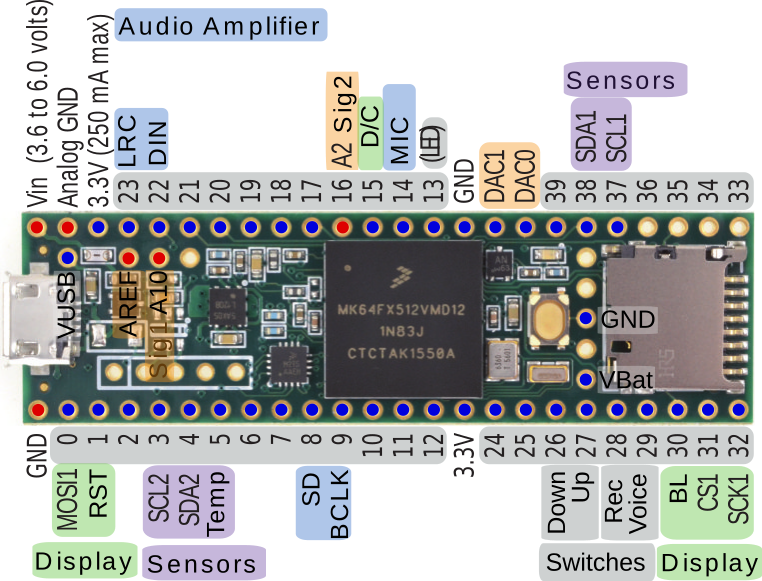 Audio Amplifier
Sensors
Vin (3.6 to 6.0 volts)
Analog GND
3.3V (250 mA max)
LRC
DIN
A2 Sig2
D/C
MIC
(LED)
SDA1
SCL1
DAC1
DAC0
23
22
21
20
19
18
17
16
15
14
13
GND
39
38
37
36
35
34
33
VUSB
AREF
Sig1 A10
MK64FX512VMD12
1N83J
CTCTAK1550A
GND
VBat
GND
0
1
2
3
4
5
6
7
8
9
10
11
12
3.3V
24
25
26
27
28
29
30
31
32
MOSI1
RST
SCL2
SDA2
Temp
SD
BCLK
Down
Up
Rec
Voice
BL
CS1
SCK1
Display
Sensors
Switches
Display